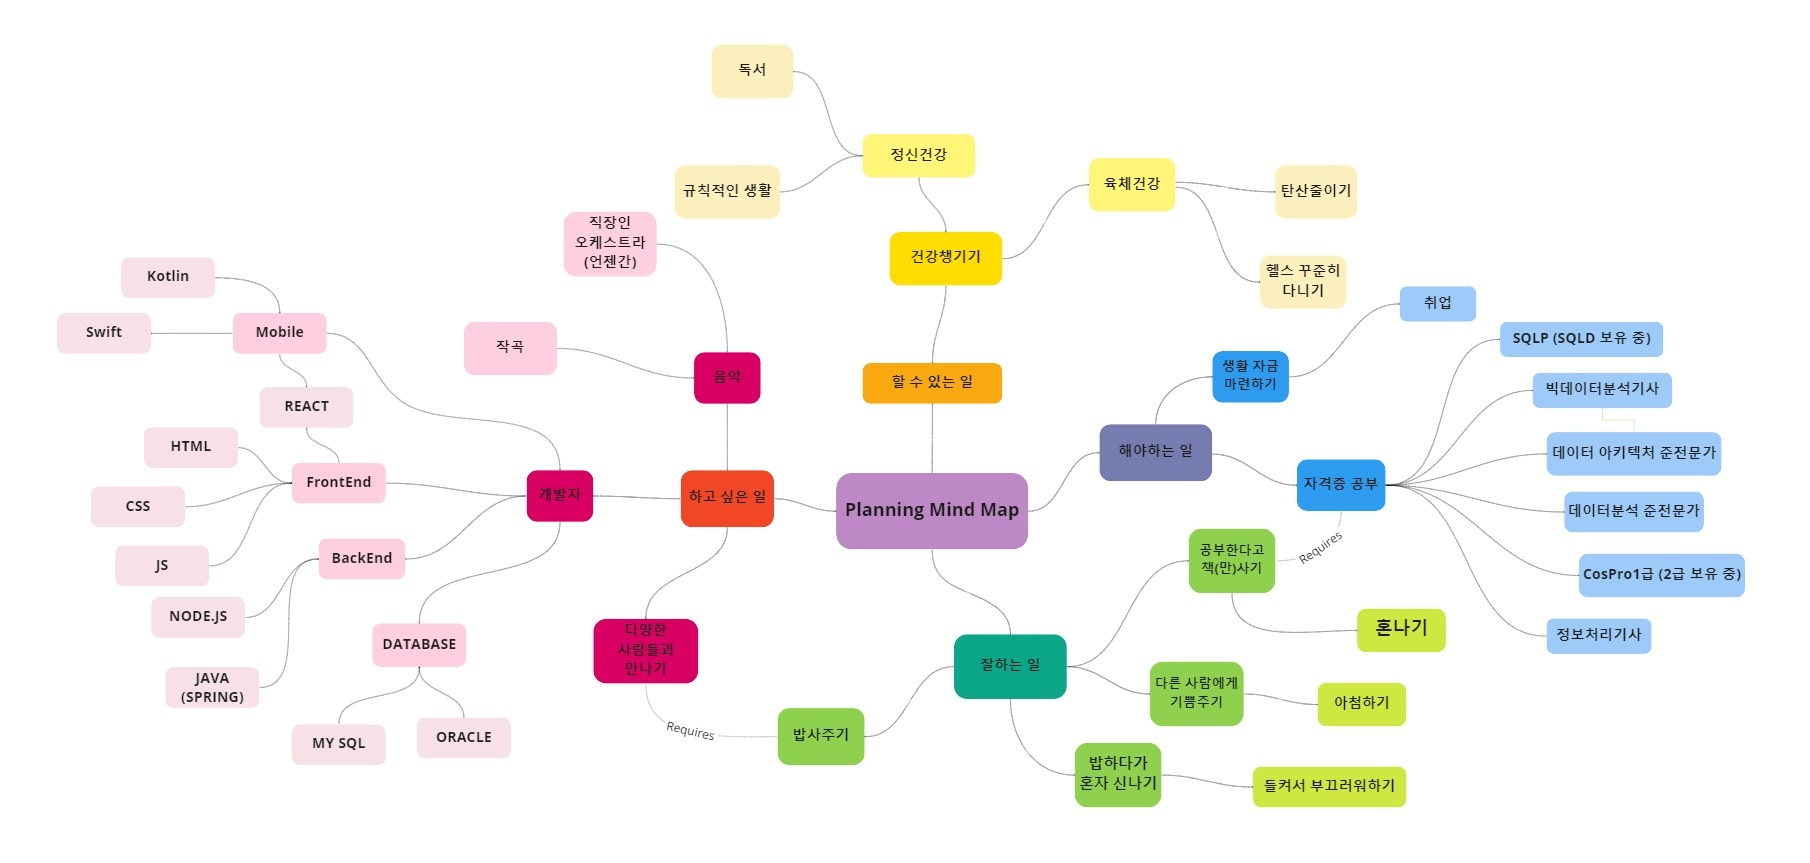 독서
정신건강
규칙적인 생활
육체건강
탄산줄이기
헬스 꾸준히
다니기
건강챙기기
할 수 있는 일
직장인
오케스트라
(언젠간)
작곡
음악
Kotlin
Swift
Mobile
REACT
HTML
CSS
JS
FrontEnd
개발자
하고 싶은 일
BackEnd
NODE.JS
JAVA
(SPRING)
DATABASE
MY SQL
ORACLE
다양한
사람들과
만나기
Requires
밥사주기
Planning Mind Map
해야하는 일
생활 자금
마련하기
취업
자격증 공부
SQLP (SQLD 보유 중)
빅데이터분석기사
데이터 아키텍처 준전문가
데이터분석 준전문가
CosPro1급 (2급 보유 중)
정보처리기사
Requires
공부한다고
책(만)사기
혼나기
잘하는 일
다른 사람에게
기쁨주기
아첨하기
밥하다가
혼자 신나기
들켜서 부끄러워하기